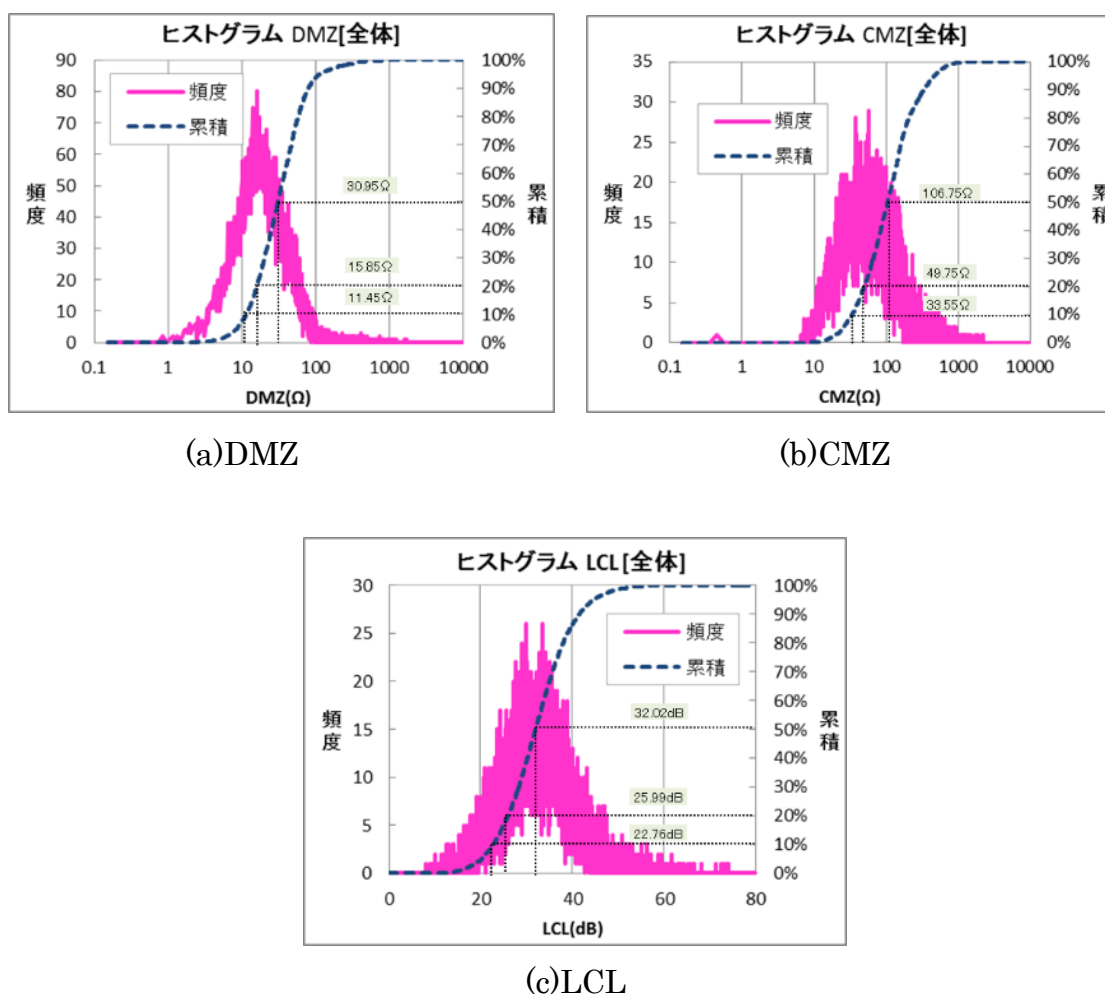 ヒストグラム DMZ[全体]
頻度
累積
90
80
70
60
50
40
30
20
10
0
頻度
100%
90%
80%
70%
60%
50%
40%
30%
20%
10%
0%
累積
30.95Ω
15.85Ω
11.45Ω
0.1 1 10 100 1000 10000
DMZ(Ω)
(a)DMZ
ヒストグラム CMZ[全体]
頻度
累積
35
30
25
20
15
10
5
0
頻度
100%
90%
80%
70%
60%
50%
40%
30%
20%
10%
0%
累積
106.75Ω
49.75Ω
33.55Ω
0.1 1 10 100 1000 10000
CMZ(Ω)
(b)CMZ
ヒストグラム LCL[全体]
頻度
累積
30
25
20
15
10
5
0
頻度
100%
90%
80%
70%
60%
50%
40%
30%
20%
10%
0%
累積
32.02dB
25.99dB
22.76dB
0 20 40 60 80
LCL(dB)
(c)LCL